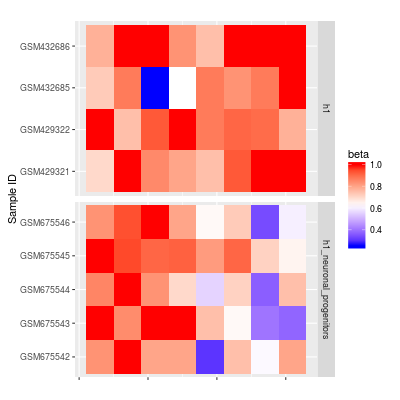 GSM432686
GSM432685
GSM429322
GSM429321
h1
GSM675546
GSM675545
GSM675544
GSM675543
GSM675542
h1_neuronal_progenitors
Sample ID
beta
1.0
0.8
0.6
0.4